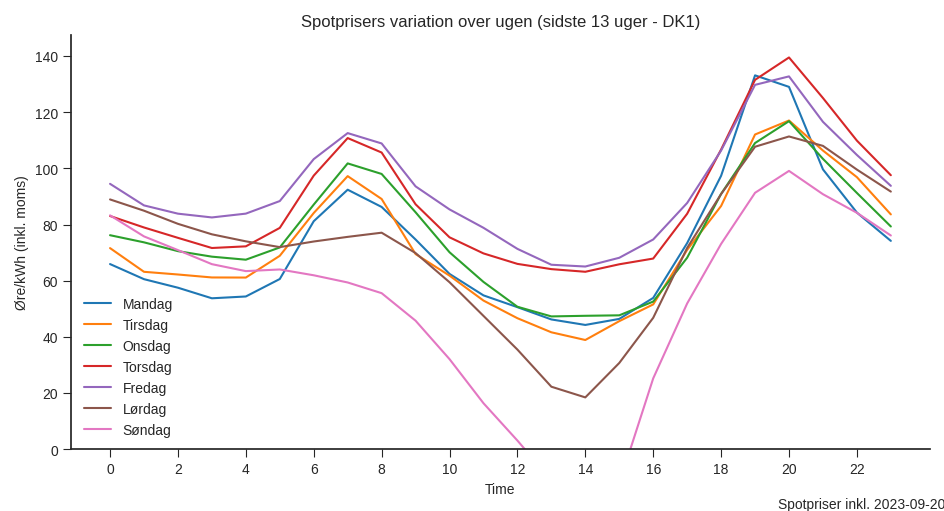 Spotprisers variation over ugen (sidste 13 uger - DK1)
Øre/kWh (inkl. moms)
140
120
100
80
60
40
20
0
Mandag
Tirsdag
Onsdag
Torsdag
Fredag
Lørdag
Søndag
0 2 4 6 8 10 12 14 16 18 20 22
Time
Spotpriser inkl. 2023-09-20